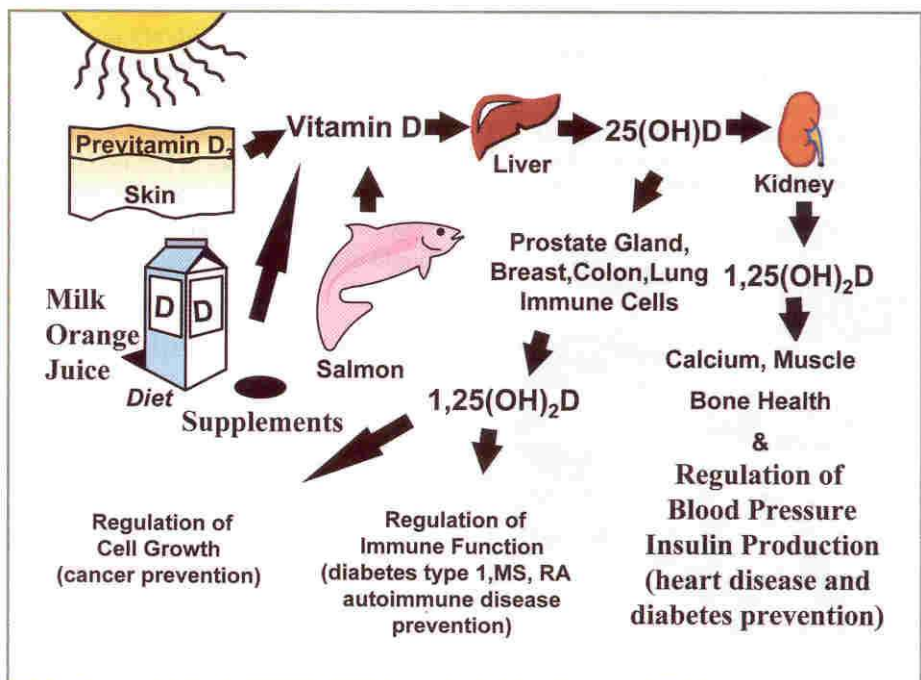 Previtamin D3
Skin
Vitamin D
Liver
25(OH)D
Kidney
Milk
Orange
Juice
D D
Diet
Supplements
Salmon
Prostate Gland,
Breast,Colon,Lung
Immune Cells
1,25(OH)2D
1,25(OH)2D
Calcium, Muscle
Bone Health
&
Regulation of
Blood Pressure
Insulin Production
(heart disease and
diabetes prevention)
Regulation of
Cell Growth
(cancer prevention)
Regulation of
Immune Function
(diabetes type 1,MS, RA
autoimmune disease
prevention)